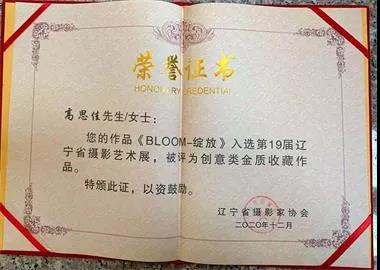 荣誉证书
HONORARY CREDENTIAL
高思佳先生/女士：
您的作品《BLOOM-绽放》入选第19届辽
宁省摄影艺术展，被评为创意类金质收藏作
品。
特颁此证，以资鼓励。
辽宁省摄影家协会
二〇二〇年十二月